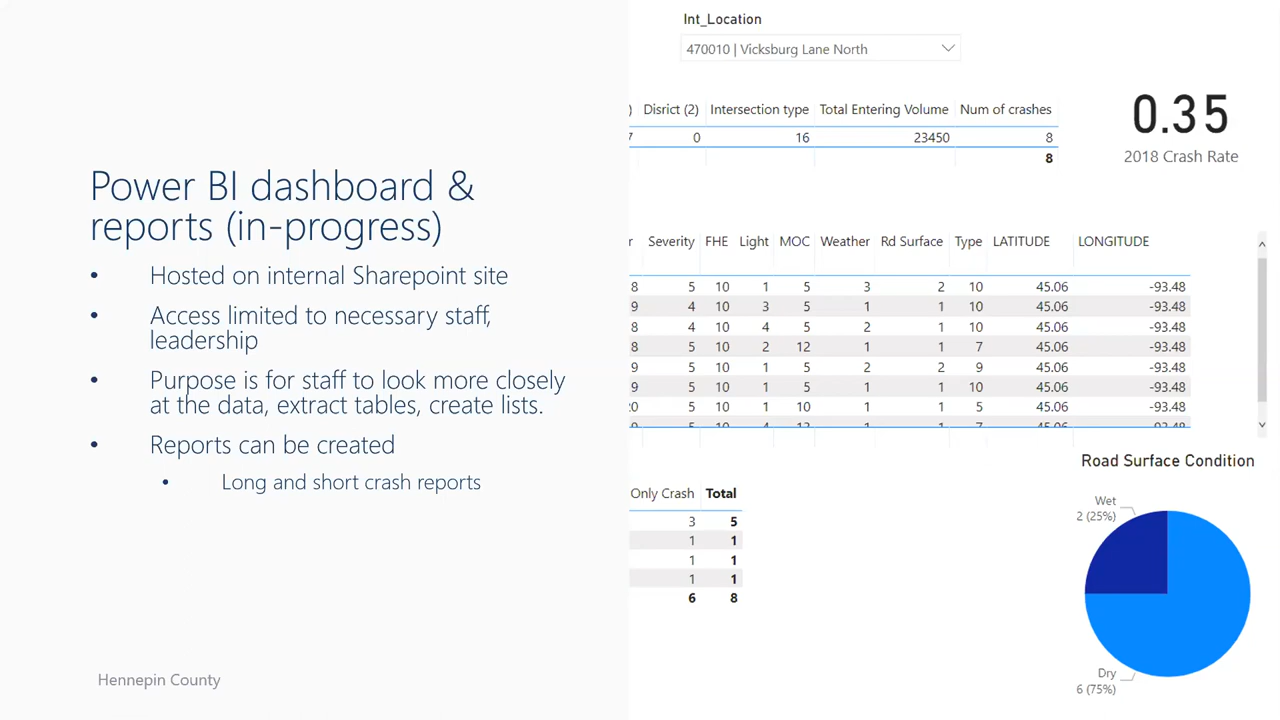 Power BI dashboard &
reports (in-progress)
• Hosted on internal Sharepoint site
• Access limited to necessary staff,
leadership
• Purpose is for staff to look more closely
at the data, extract tables, create lists.
• Reports can be created
• Long and short crash reports
Hennepin County
Int_Location
470010 | Vicksburg Lane North
) Disrict (2) Intersection type Total Entering Volume Num of crashes
7 0 16 23450 8
8
0.35
2018 Crash Rate
r Severity FHE Light MOC Weather Rd Surface Type LATITUDE LONGITUDE
8 5 10 1 5 3 2 10 45.06 -93.48
9 4 10 3 5 1 1 10 45.06 -93.48
8 4 10 4 5 2 1 10 45.06 -93.48
8 5 10 2 12 1 1 7 45.06 -93.48
9 5 10 1 5 2 2 9 45.06 -93.48
9 5 10 1 5 1 1 10 45.06 -93.48
20 5 10 1 10 1 1 5 45.06 -93.48
Only Crash Total
3 5
1 1
1 1
1 1
6 8
Road Surface Condition
Wet
2 (25%)
Dry
6 (75%)